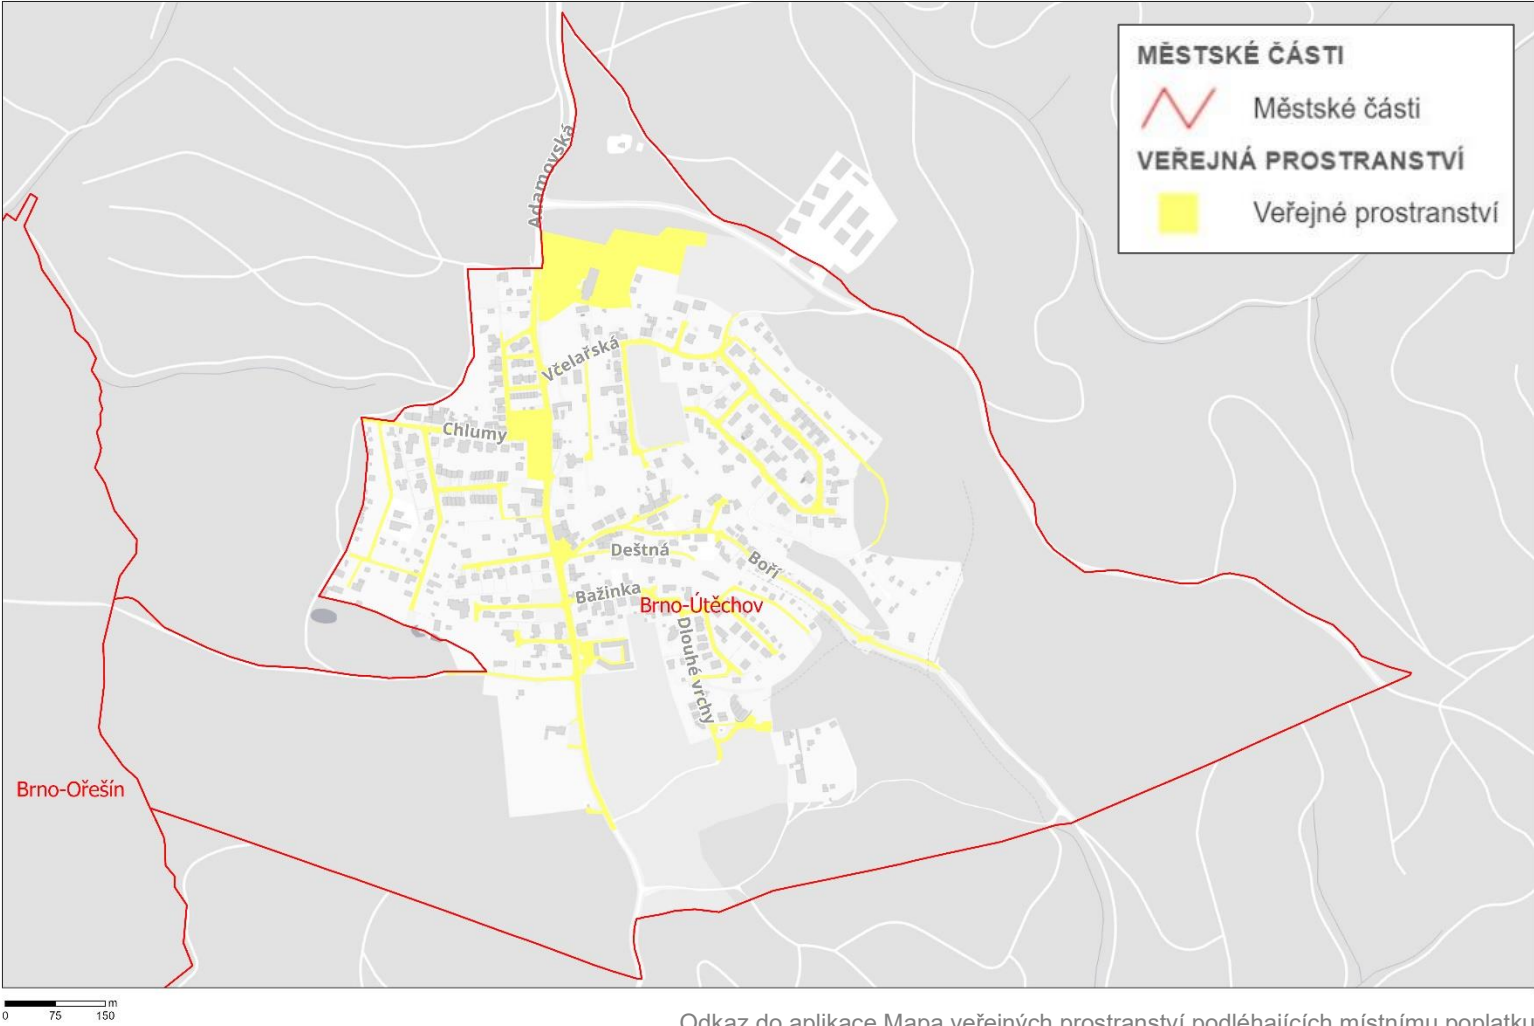 MĚSTSKÉ ČÁSTI
Městské části
VEŘEJNÁ PROSTRANSTVÍ
Veřejné prostranství
Adamovská
Včelařská
Chlumy
Deštná
Boří
Bažinka
Brno-Útěchov
Dlouhé vrchy
Brno-Ořešín
m
0 75 150
Odkaz do aplikace Mapa veřejných prostranství podléhajících místnímu poplatku